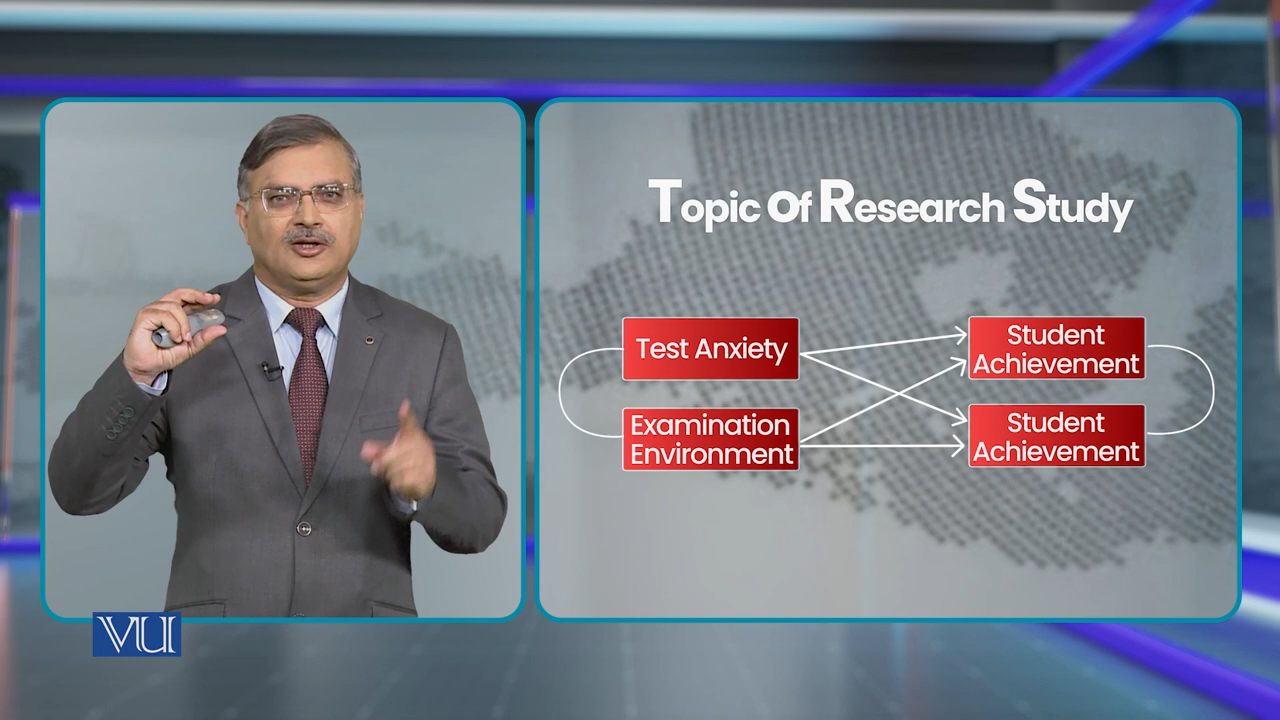 Topic of Research Study
Test Anxiety
Student
Achievement
Examination
Environment
Student
Achievement
VU